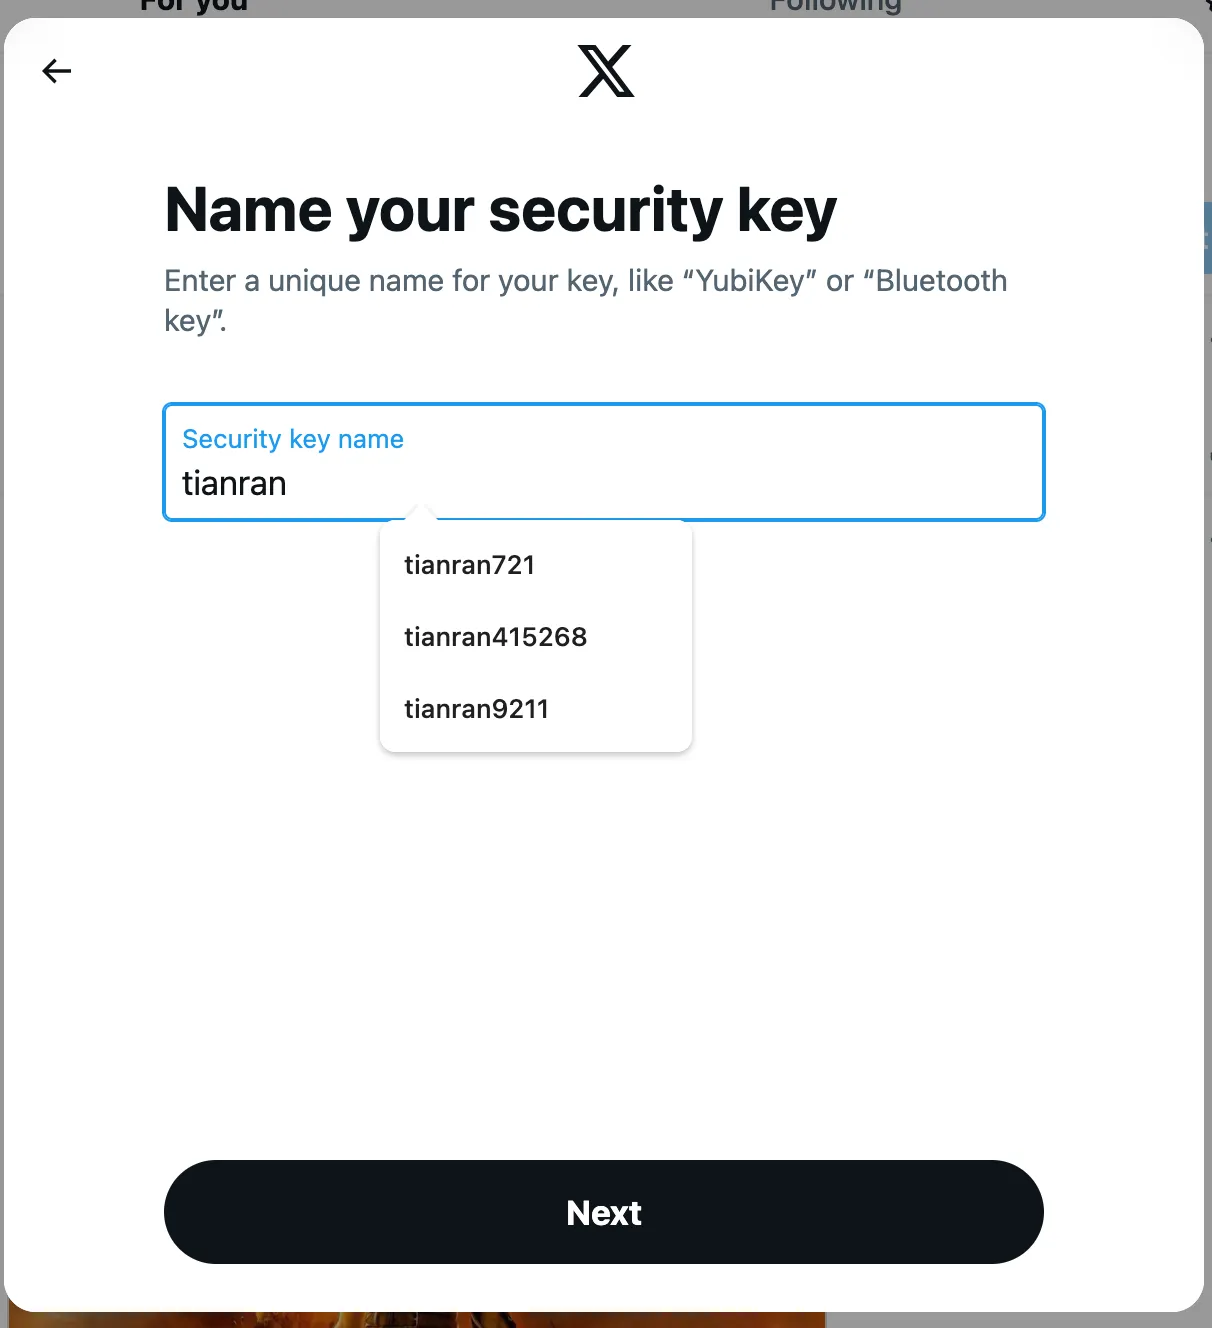 For you
Following
Name your security key
Enter a unique name for your key, like “YubiKey” or “Bluetooth
key”.
Security key name
tianran
tianran721
tianran415268
tianran9211
Next